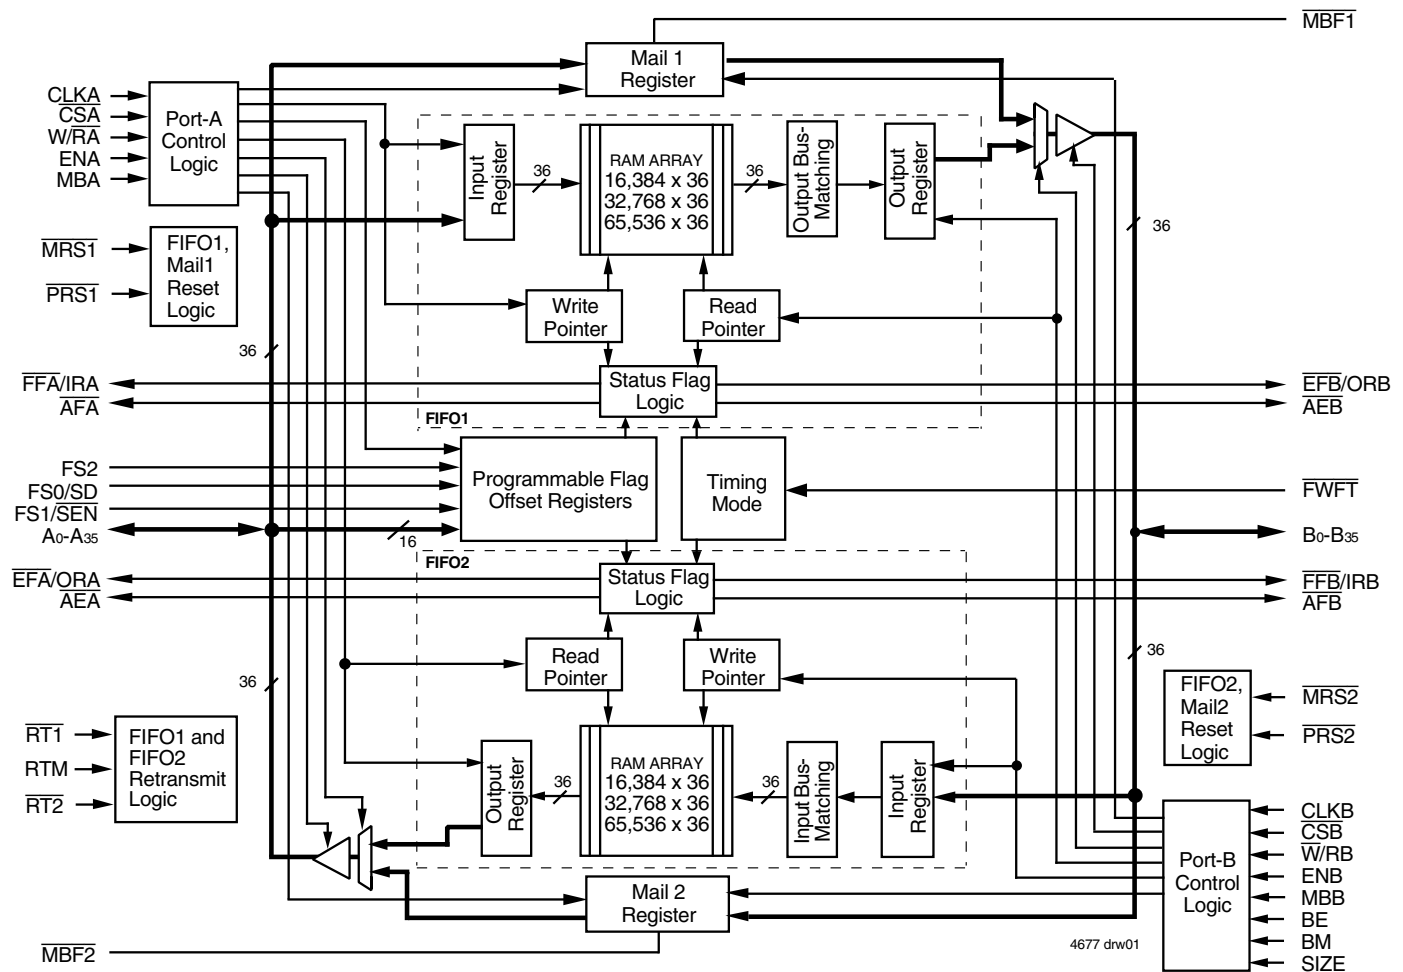 MBF1
Mail 1
Register
CLKA
CSA
W/RA
ENA
MBA
Port-A
Control
Logic
Input
Register
36
RAM ARRAY
16,384 x 36
32,768 x 36
65,536 x 36
36
Output Bus-
Matching
Output
Register
36
MRS1
PRS1
FIFO1,
Mail1
Reset
Logic
Write
Pointer
Read
Pointer
36
FFA/IRA
AFA
Status Flag
Logic
EFB/ORB
AEB
FIFO1
FS2
FS0/SD
FS1/SEN
A0-A35
Programmable Flag
Offset Registers
16
Timing
Mode
FWFT
B0-B35
FIFO2
EFA/ORA
AEA
Status Flag
Logic
FFB/IRB
AFB
Read
Pointer
Write
Pointer
36
36
FIFO2,
Mail2
Reset
Logic
MRS2
PRS2
RT1
RTM
RT2
FIFO1 and
FIFO2
Retransmit
Logic
Output
Register
36
RAM ARRAY
16,384 x 36
32,768 x 36
65,536 x 36
36
Input Bus-
Matching
Input
Register
Port-B
Control
Logic
CLKB
CSB
W/RB
ENB
MBB
BE
BM
SIZE
Mail 2
Register
MBF2
4677 drw01